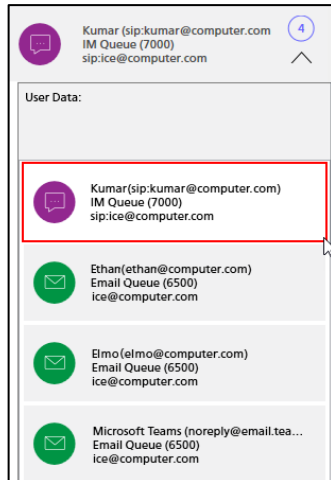 Kumar (sip:kumar@computer.com
4
IM Queue (7000)
sip:ice@computer.com
User Data:
Kumar(sip:kumar@computer.com)
IM Queue (7000)
sip:ice@computer.com
Ethan(ethan@computer.com)
Email Queue (6500)
ice@computer.com
Elmo(elmo@computer.com)
Email Queue (6500)
ice@computer.com
Microsoft Teams (noreply@email.tea...
Email Queue (6500)
ice@computer.com